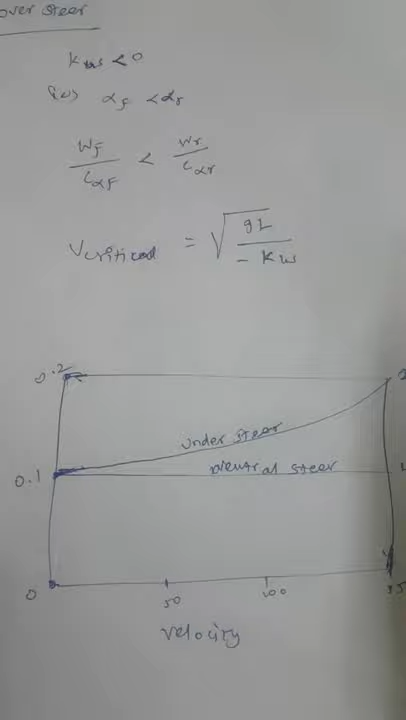 over steer
Kus < 0
(or) αf < αr
Wf/Cαf < Wr/Cαr
Vcritical = √(gL/-Kus)
0.2
under steer
neutral steer
0.1
0
50
100
velocity